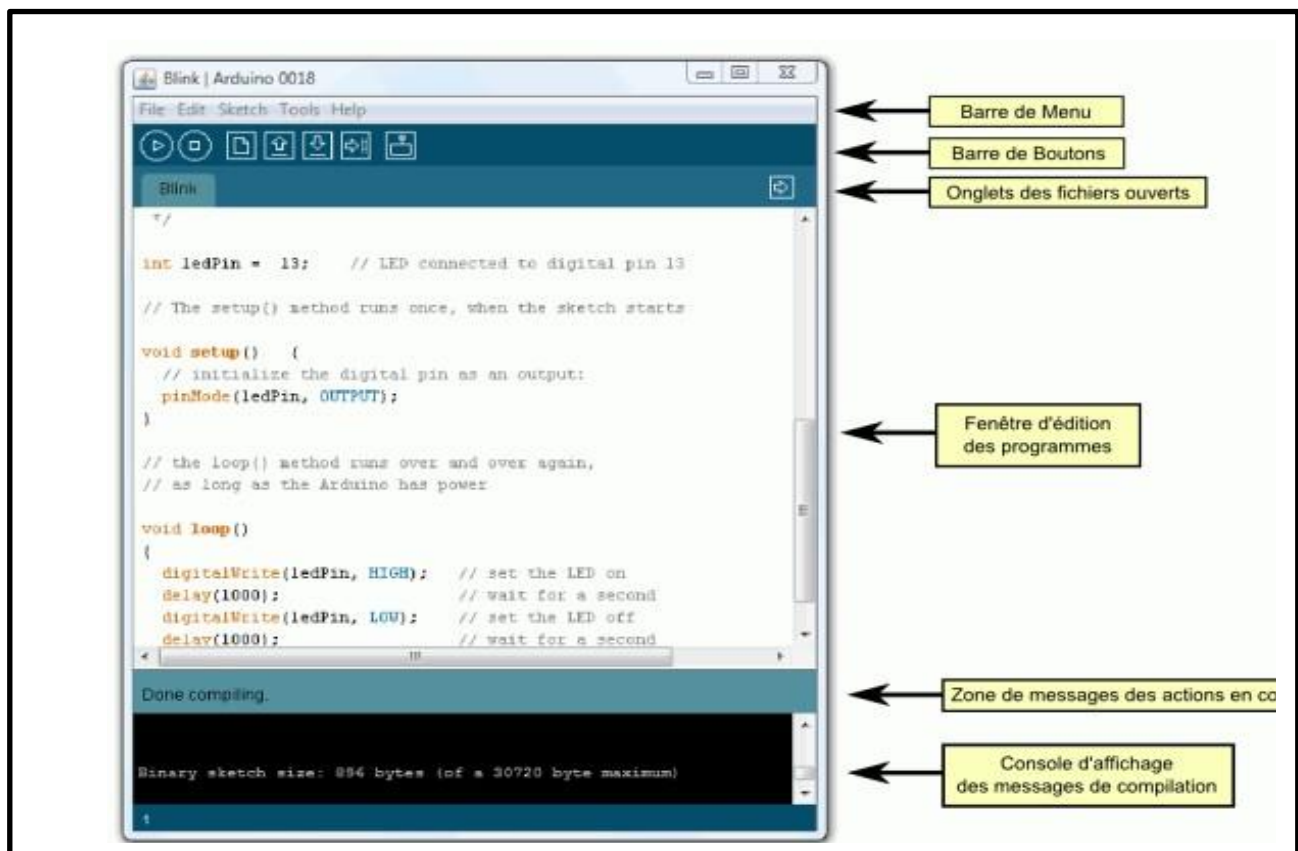 Blink | Arduino 0018
File Edit Sketch Tools Help
Barre de Menu
Barre de Boutons
Blink
Onglets des fichiers ouverts
*/
int ledPin = 13; // LED connected to digital pin 13
// The setup() method runs once, when the sketch starts
void setup() {
// initialize the digital pin as an output:
pinMode(ledPin, OUTPUT);
}
Fenêtre d'édition
des programmes
// the loop() method runs over and over again,
// as long as the Arduino has power
void loop()
{
digitalWrite(ledPin, HIGH); // set the LED on
delay(1000); // wait for a second
digitalWrite(ledPin, LOW); // set the LED off
delay(1000); // wait for a second
Done compiling.
Zone de messages des actions en co
Binary sketch size: 896 bytes (of a 30720 byte maximum)
Console d'affichage
des messages de compilation
1